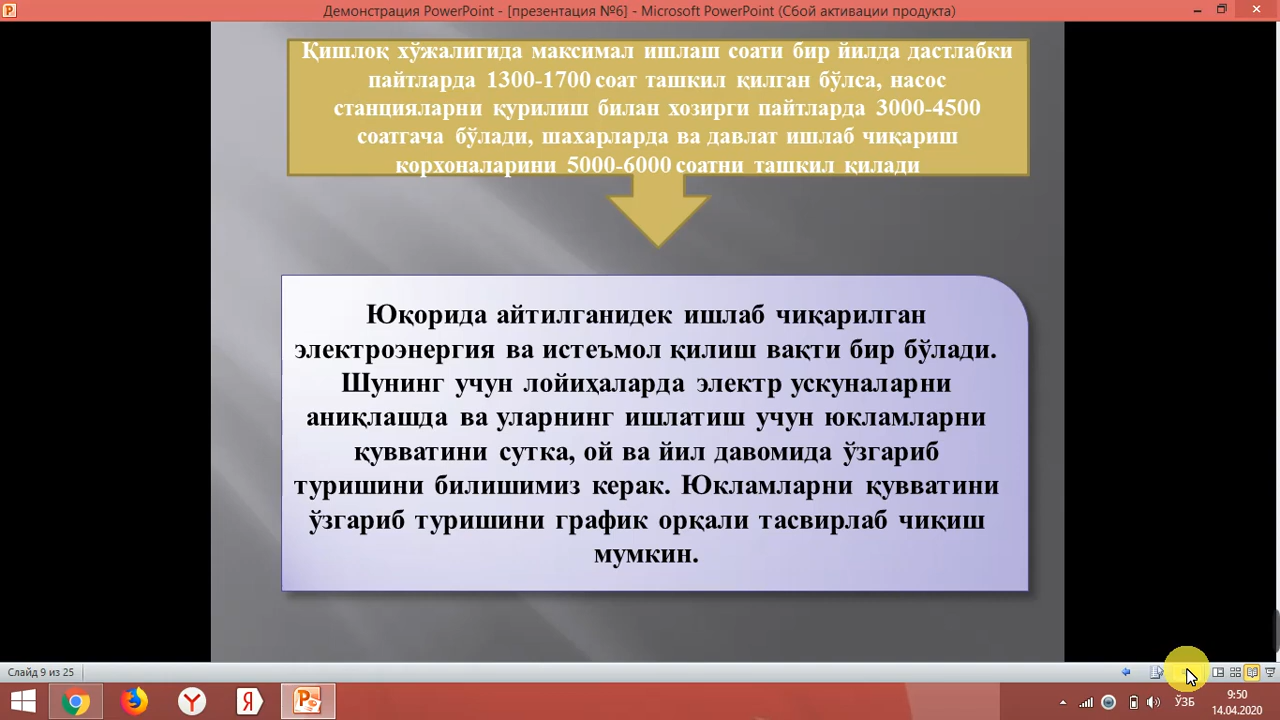 Демонстрация PowerPoint - [презентация №6] - Microsoft PowerPoint (Сбой активации продукта)
Қишлоқ хўжалигида максимал ишлаш соати бир йилда дастлабки
пайтларда 1300-1700 соат ташкил қилган бўлса, насос
станцияларни қурилиш билан хозирги пайтларда 3000-4500
соатгача бўлади, шахарларда ва давлат ишлаб чиқариш
корхоналарини 5000-6000 соатни ташкил қилади
Юқорида айтилганидек ишлаб чиқарилган
электроэнергия ва истеъмол қилиш вақти бир бўлади.
Шунинг учун лойиҳаларда электр ускуналарни
аниқлашда ва уларнинг ишлатиш учун юкламларни
қувватини сутка, ой ва йил давомида ўзгариб
туришини билишимиз керак. Юкламларни қувватини
ўзгариб туришини график орқали тасвирлаб чиқиш
мумкин.
Слайд 9 из 25
ЎЗБ
9:50
14.04.2020